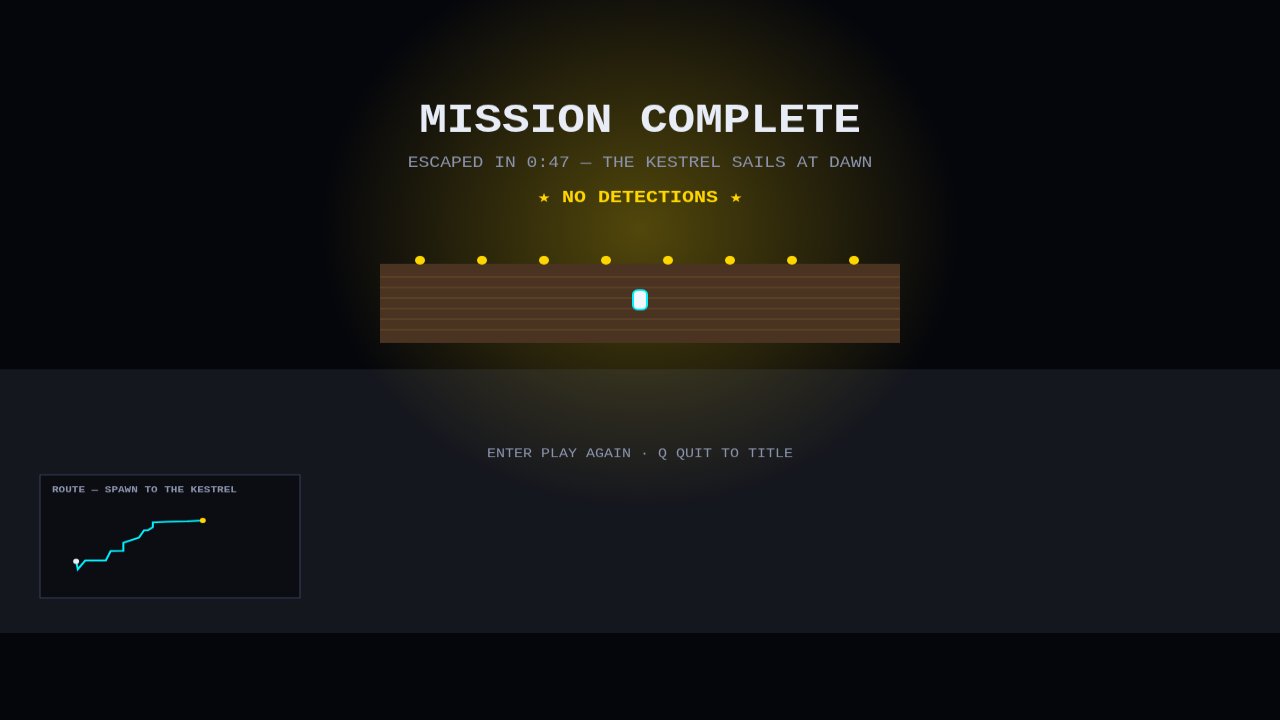 MISSION COMPLETE
ESCAPED IN 0:47 — THE KESTREL SAILS AT DAWN
★ NO DETECTIONS ★
ENTER PLAY AGAIN · Q QUIT TO TITLE
ROUTE — SPAWN TO THE KESTREL